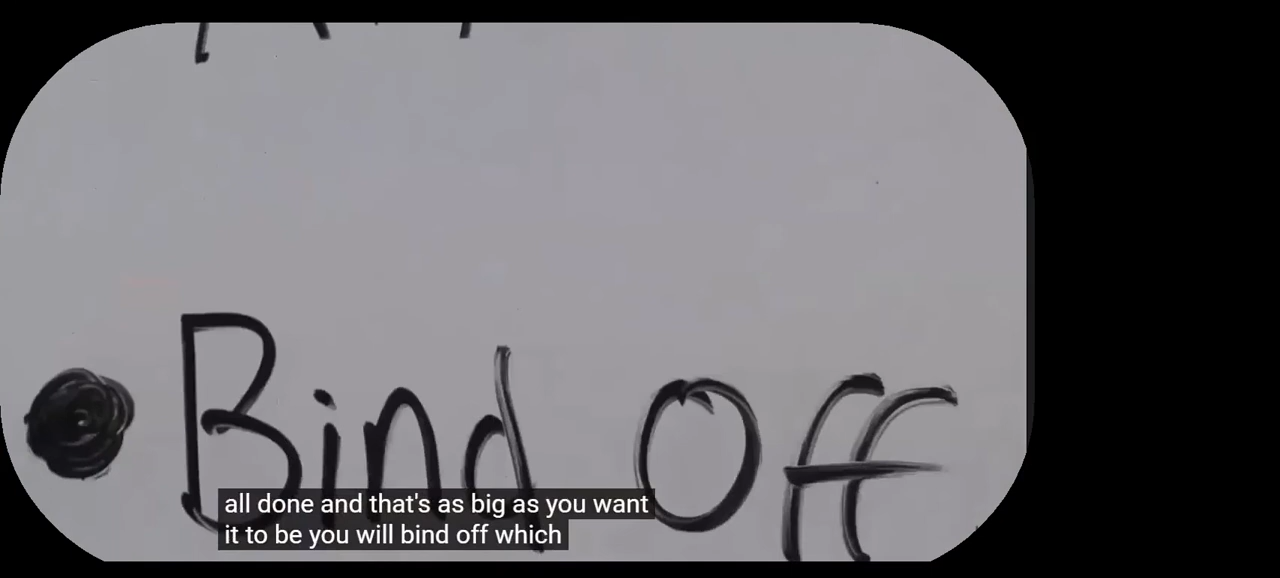 Bind Off
all done and that's as big as you want
it to be you will bind off which